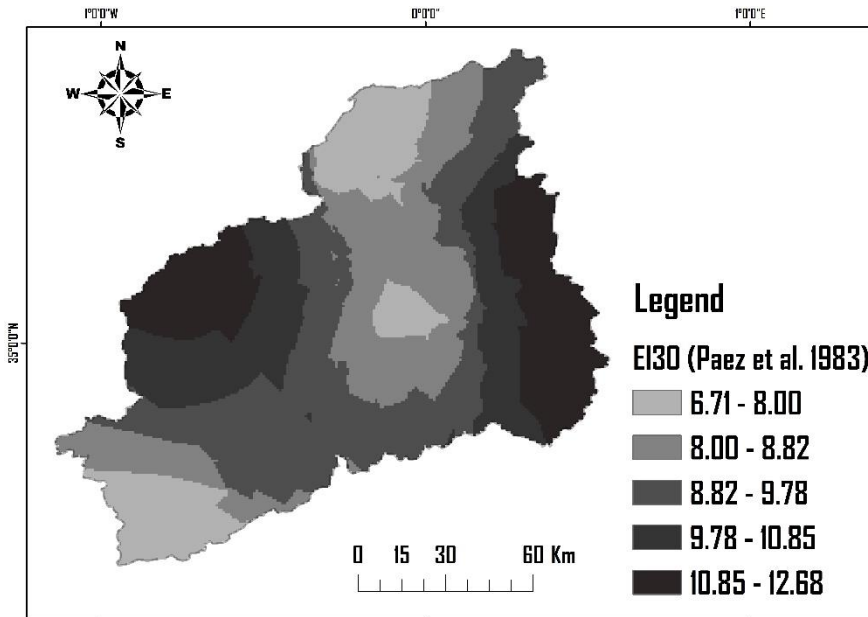 1°0'0"W 0°0'0" 1°0'0"E
N
W E
S
35°0'0"N
Legend
EI30 (Paez et al. 1983)
6.71 - 8.00
8.00 - 8.82
8.82 - 9.78
9.78 - 10.85
10.85 - 12.68
0 15 30 60 Km